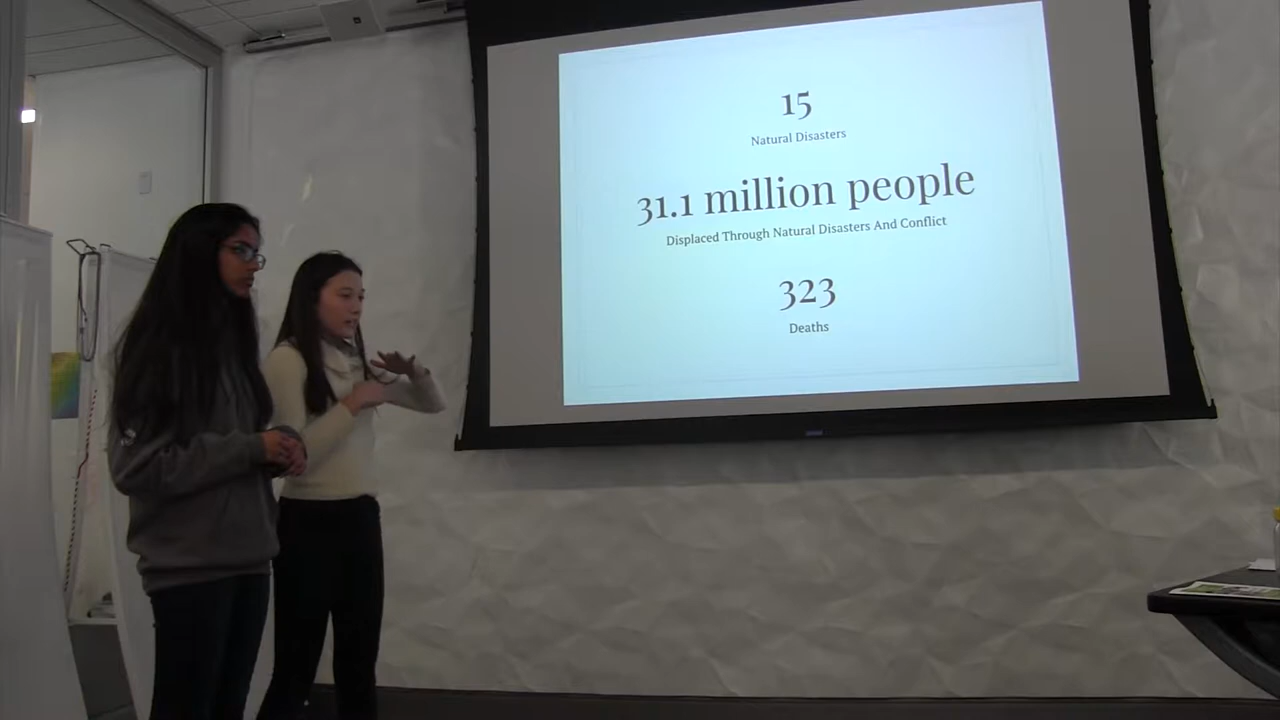 15
Natural Disasters
31.1 million people
Displaced Through Natural Disasters And Conflict
323
Deaths